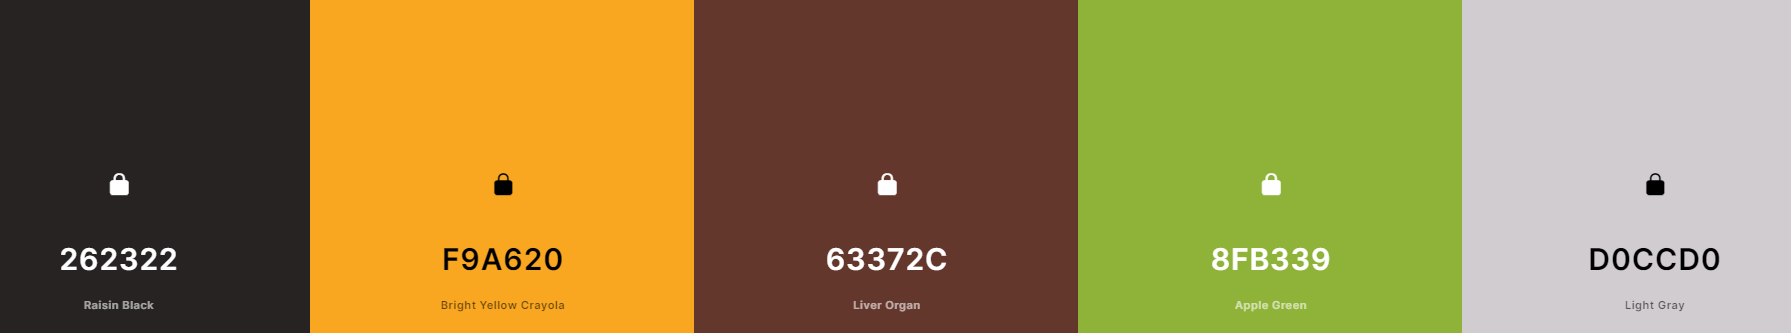 262322
Raisin Black
F9A620
Bright Yellow Crayola
63372C
Liver Organ
8FB339
Apple Green
D0CCD0
Light Gray